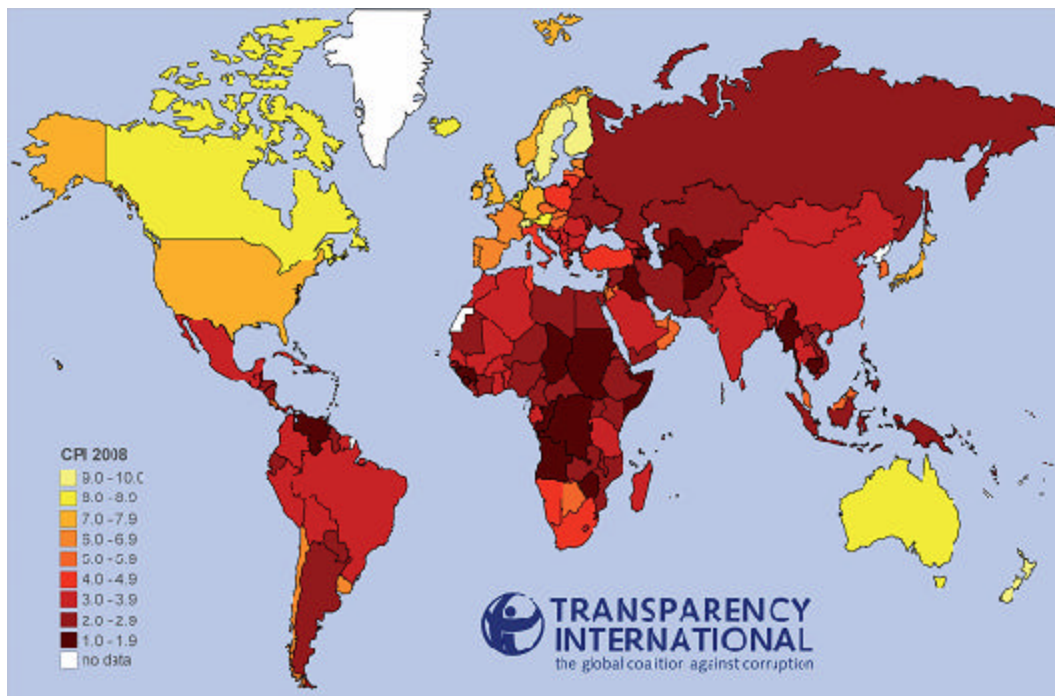 CPI 2008
9.0 - 10.0
8.0 - 8.0
7.0 - 7.9
6.0 - 6.9
5.0 - 5.9
4.0 - 4.9
3.0 - 3.9
2.0 - 2.9
1.0 - 1.9
no data
TRANSPARENCY
INTERNATIONAL
the global coalition against corruption